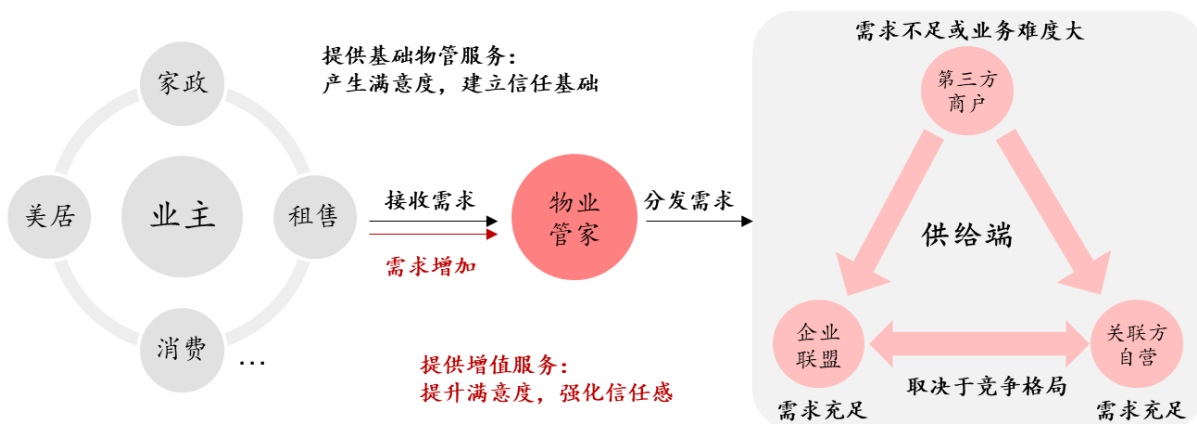 提供基础物管服务：
产生满意度，建立信任基础
家政
美居
业主
租售
消费
...
接收需求
需求增加
物业
管家
分发需求
提供增值服务：
提升满意度，强化信任感
需求不足或业务难度大
第三方
商户
供给端
企业
联盟
关联方
自营
取决于竞争格局
需求充足
需求充足